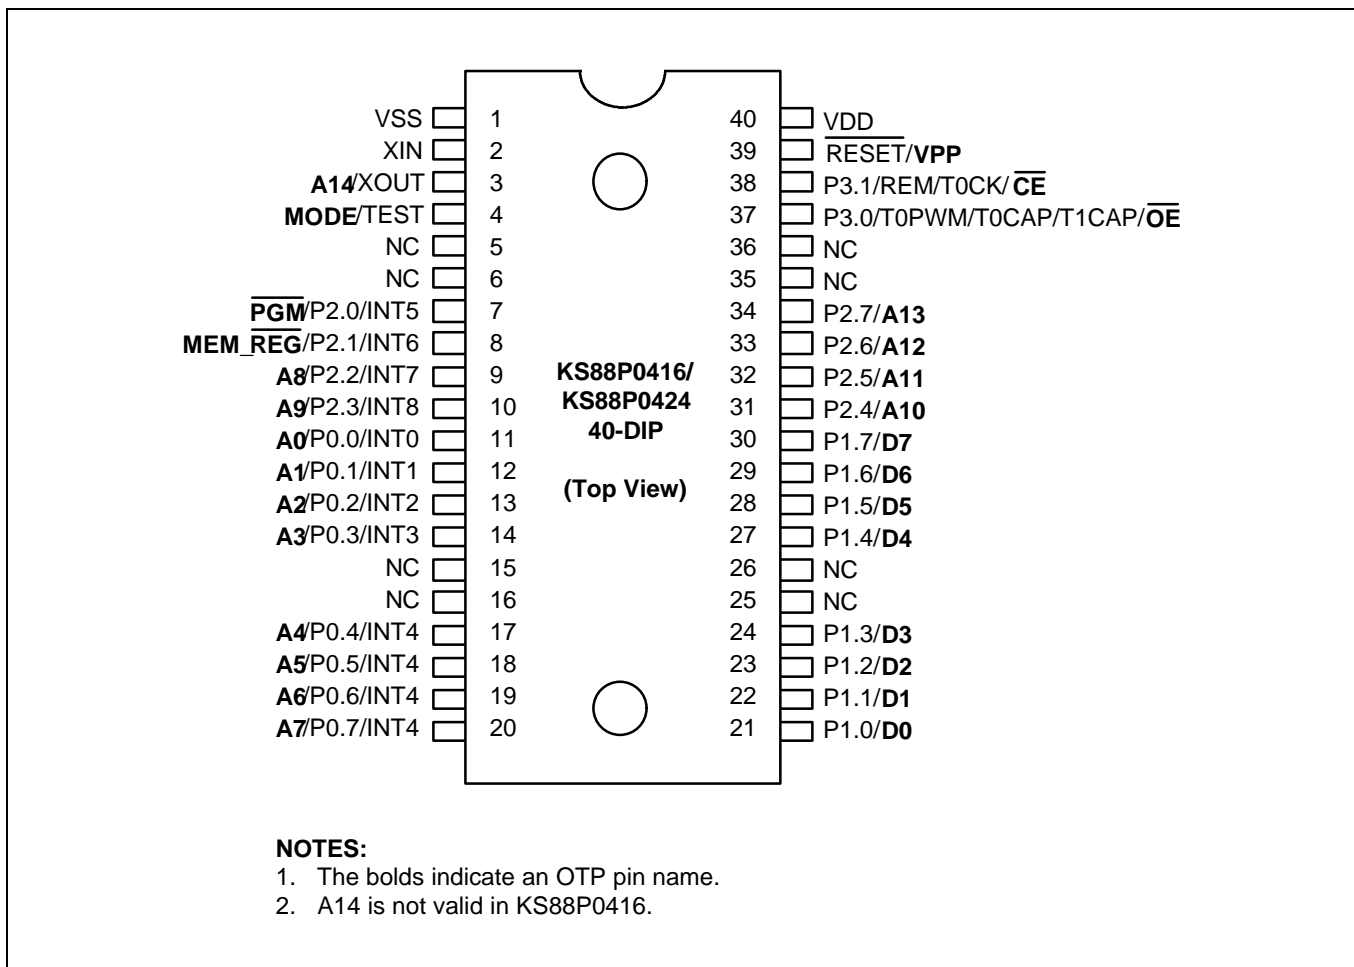 VSS 1 40 VDD
XIN 2 39 RESET/VPP
A14/XOUT 3 38 P3.1/REM/T0CK/CE
MODE/TEST 4 37 P3.0/T0PWM/T0CAP/T1CAP/OE
NC 5 36 NC
NC 6 35 NC
PGM/P2.0/INT5 7 34 P2.7/A13
MEM_REG/P2.1/INT6 8 33 P2.6/A12
A8/P2.2/INT7 9 32 P2.5/A11
A9/P2.3/INT8 10 31 P2.4/A10
A0/P0.0/INT0 11 30 P1.7/D7
A1/P0.1/INT1 12 29 P1.6/D6
A2/P0.2/INT2 13 28 P1.5/D5
A3/P0.3/INT3 14 27 P1.4/D4
NC 15 26 NC
NC 16 25 NC
A4/P0.4/INT4 17 24 P1.3/D3
A5/P0.5/INT4 18 23 P1.2/D2
A6/P0.6/INT4 19 22 P1.1/D1
A7/P0.7/INT4 20 21 P1.0/D0
KS88P0416/
KS88P0424
40-DIP
(Top View)
NOTES:
1. The bolds indicate an OTP pin name.
2. A14 is not valid in KS88P0416.